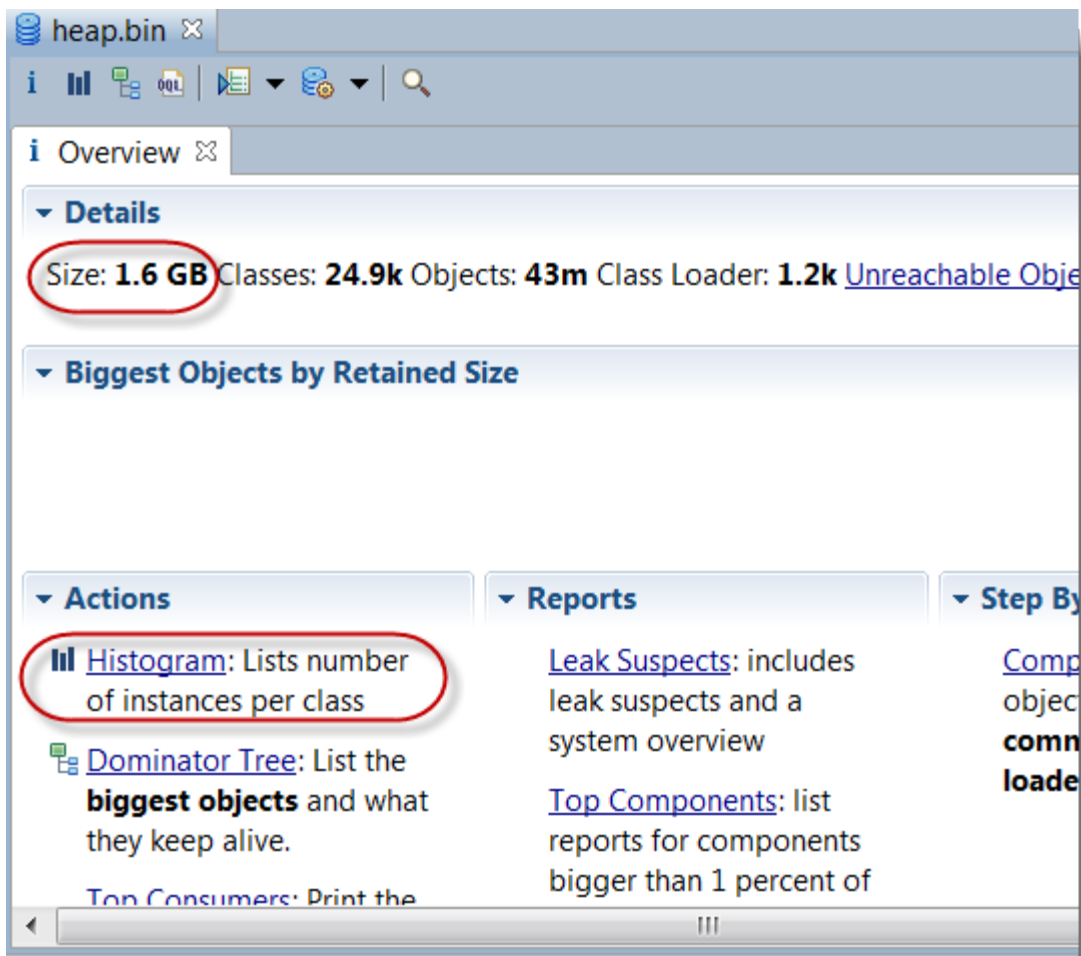 heap.bin
i OQL
i Overview
Details
Size: 1.6 GB Classes: 24.9k Objects: 43m Class Loader: 1.2k Unreachable Obje
Biggest Objects by Retained Size
Actions
Histogram: Lists number
of instances per class
Dominator Tree: List the
biggest objects and what
they keep alive.
Top Consumers: Print the
Reports
Leak Suspects: includes
leak suspects and a
system overview
Top Components: list
reports for components
bigger than 1 percent of
Step By
Comp
objec
comn
loade